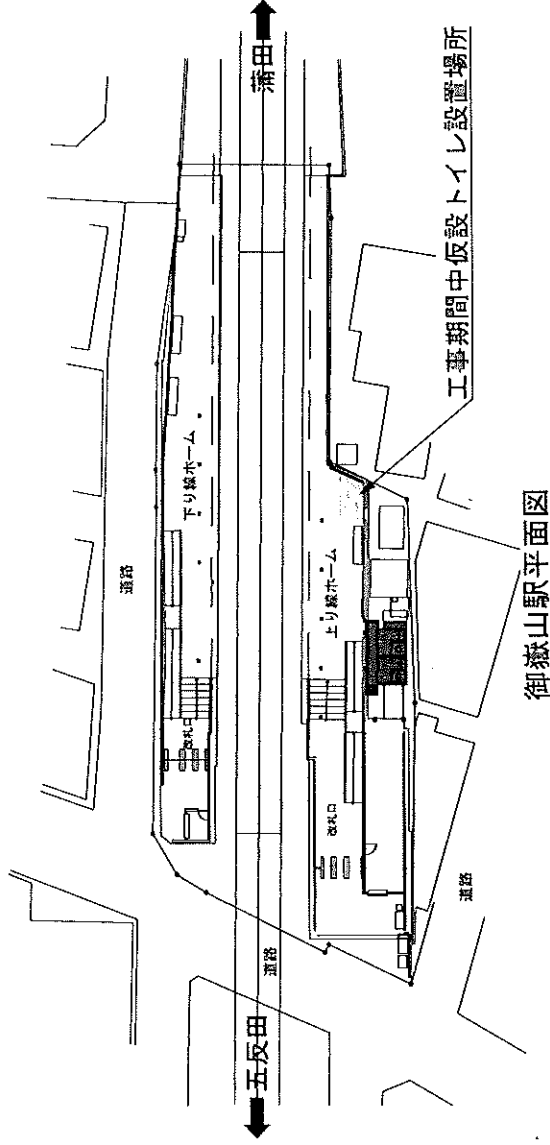 蒲田
工事期間中仮設トイレ設置場所
下り線ホーム
道路
上り線ホーム
改札口
改札口
道路
道路
五反田
御嶽山駅平面図